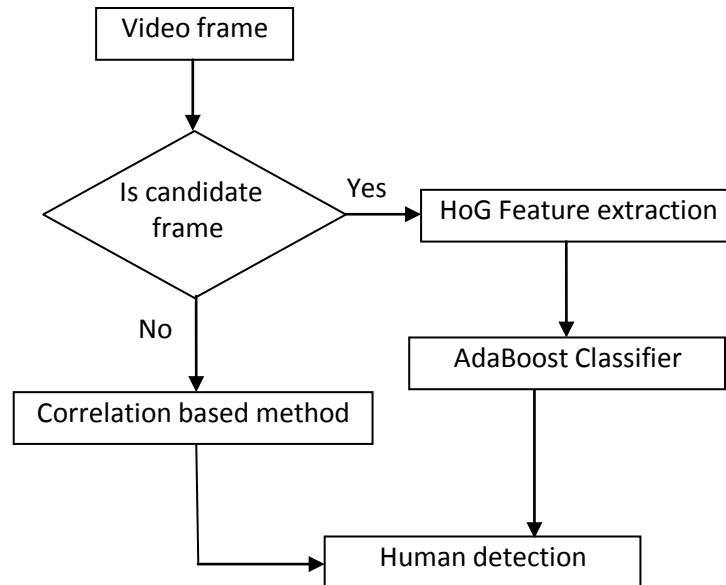 Video frame
Is candidate
frame
Yes
HoG Feature extraction
No
AdaBoost Classifier
Correlation based method
Human detection